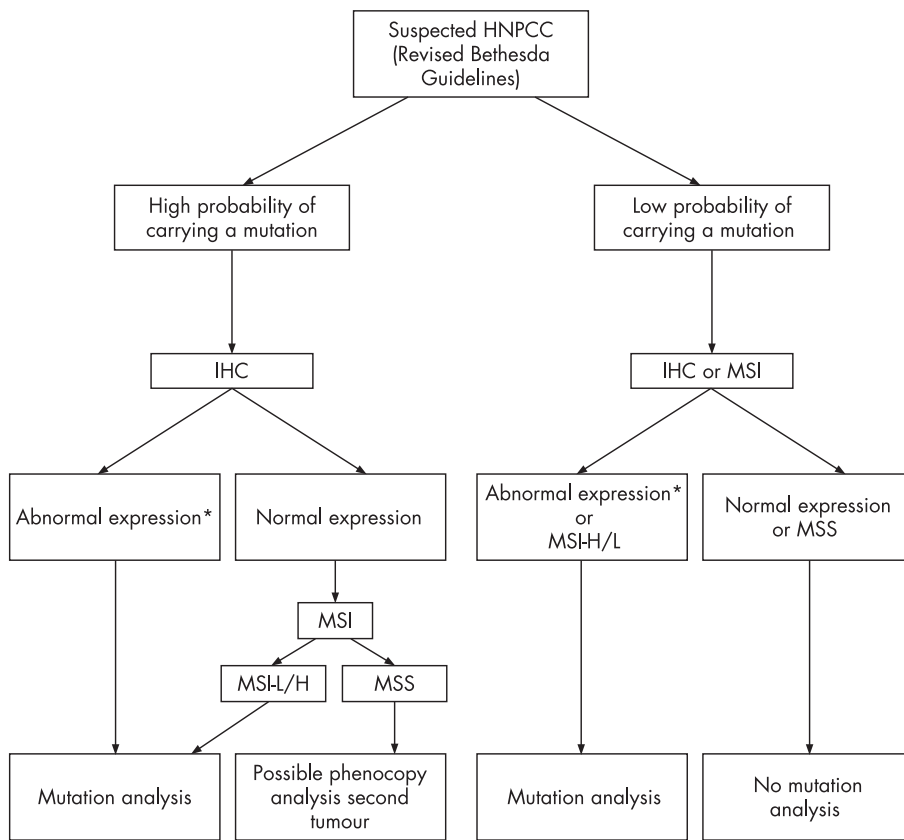 Suspected HNPCC
(Revised Bethesda
Guidelines)
High probability of
carrying a mutation
Low probability of
carrying a mutation
IHC
IHC or MSI
Abnormal expression*
Normal expression
Abnormal expression*
or
MSI-H/L
Normal expression
or MSS
MSI
MSI-L/H
MSS
Mutation analysis
Possible phenocopy
analysis second
tumour
Mutation analysis
No mutation
analysis